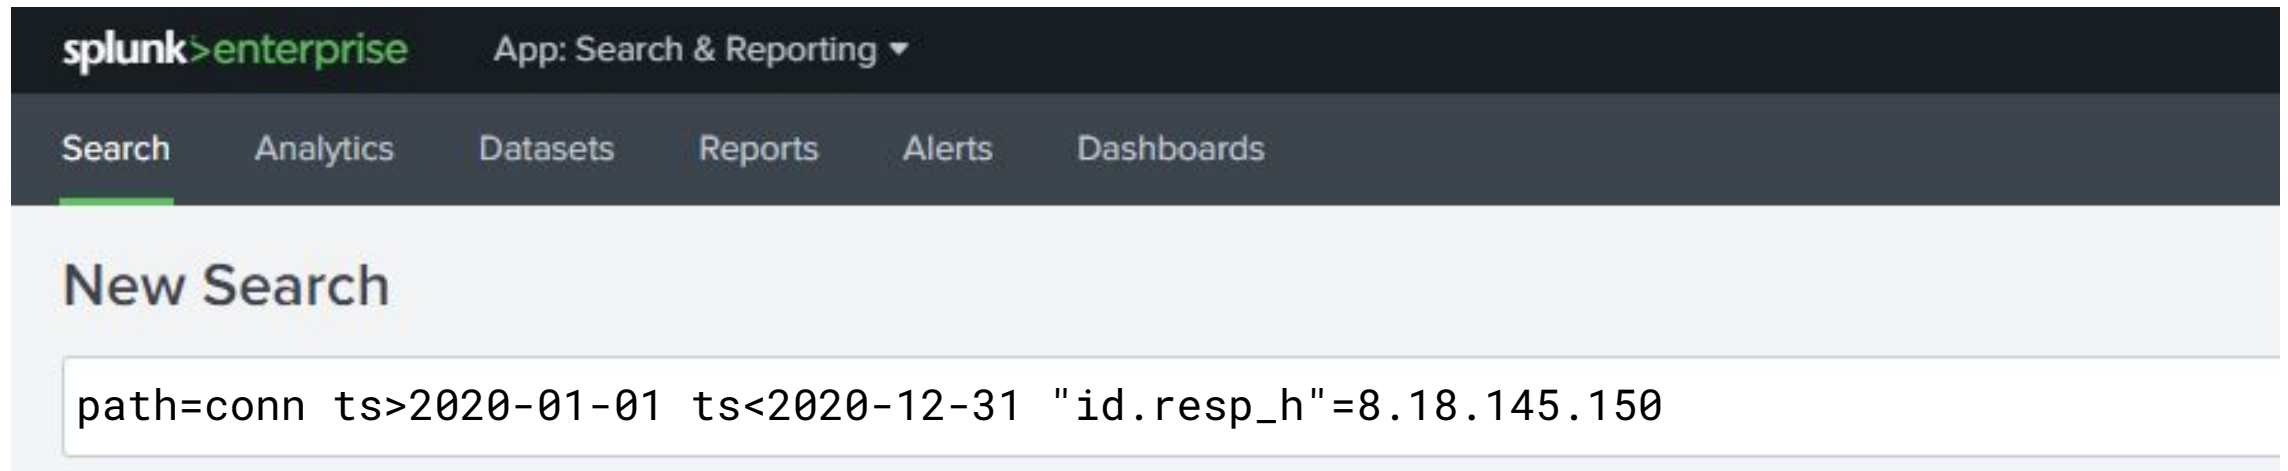 splunk>enterprise App: Search & Reporting
Search Analytics Datasets Reports Alerts Dashboards
New Search
path=conn ts>2020-01-01 ts<2020-12-31 "id.resp_h"=8.18.145.150